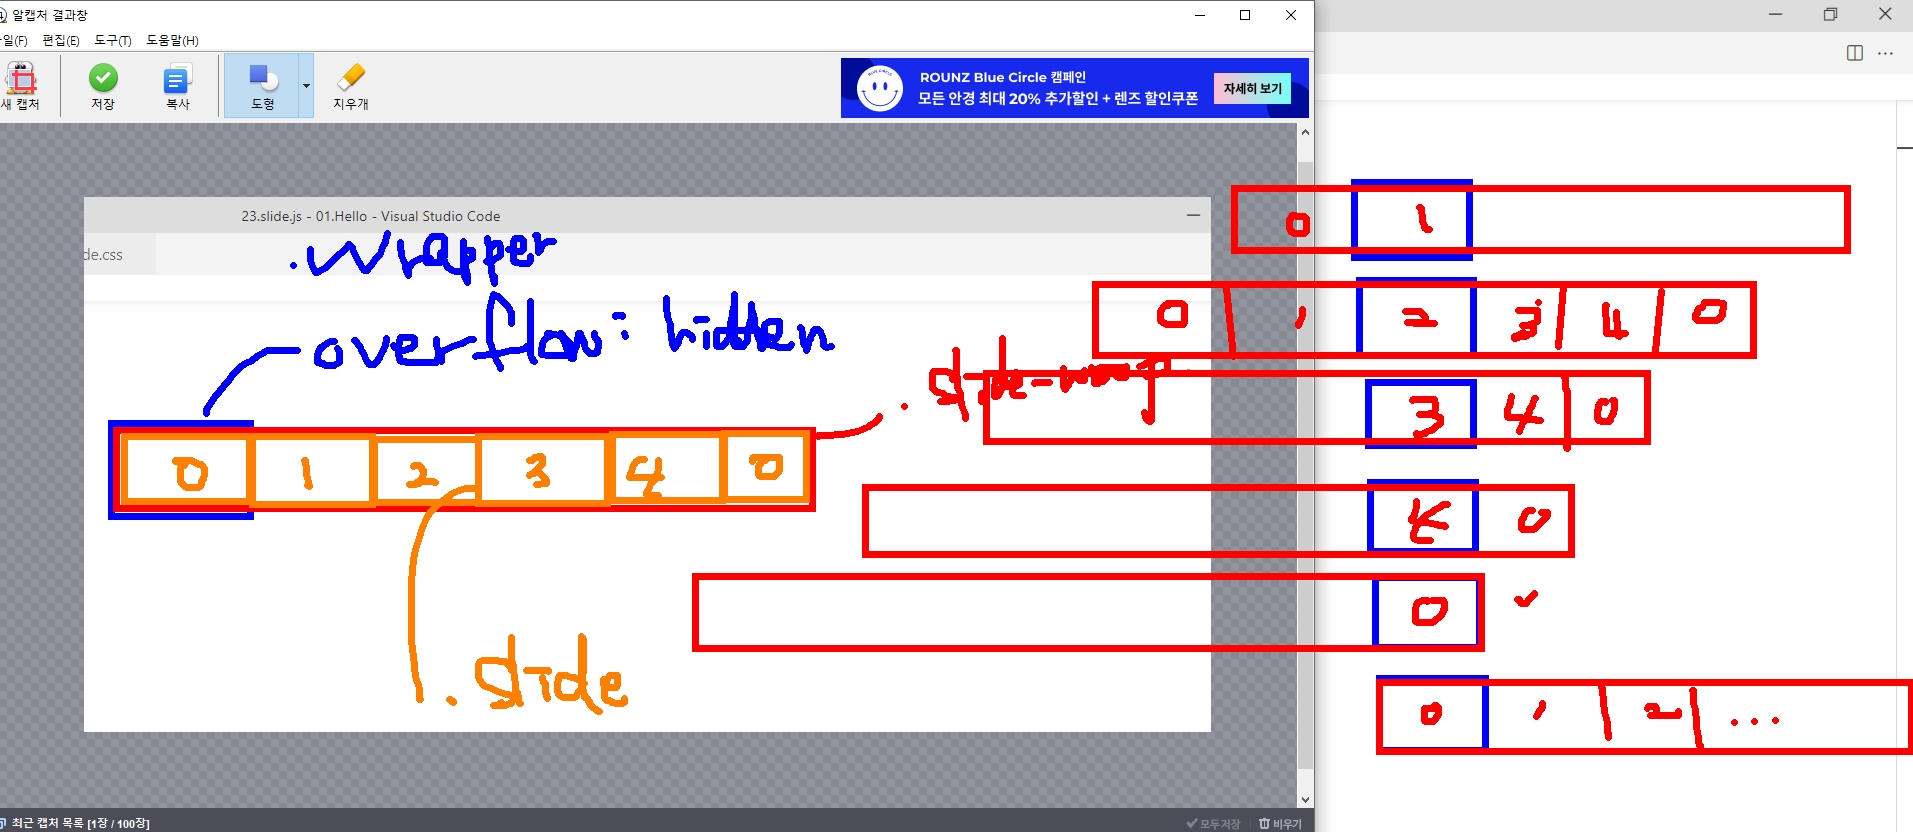 알캡처 결과창
일(F) 편집(E) 도구(T) 도움말(H)
새 캡처 저장 복사 도형 지우개
ROUNZ Blue Circle 캠페인
모든 안경 최대 20% 추가할인 + 렌즈 할인쿠폰
자세히 보기
23.slide.js - 01.Hello - Visual Studio Code
de.css
.wrapper
overflow: hidden
0 1 2 3 4 0
.slide
0 1
0 1 2 3 4 0
3 4 0
4 0
0
0 1 2 ...
최근 캡처 목록 [1장 / 100장]
모두저장 비우기